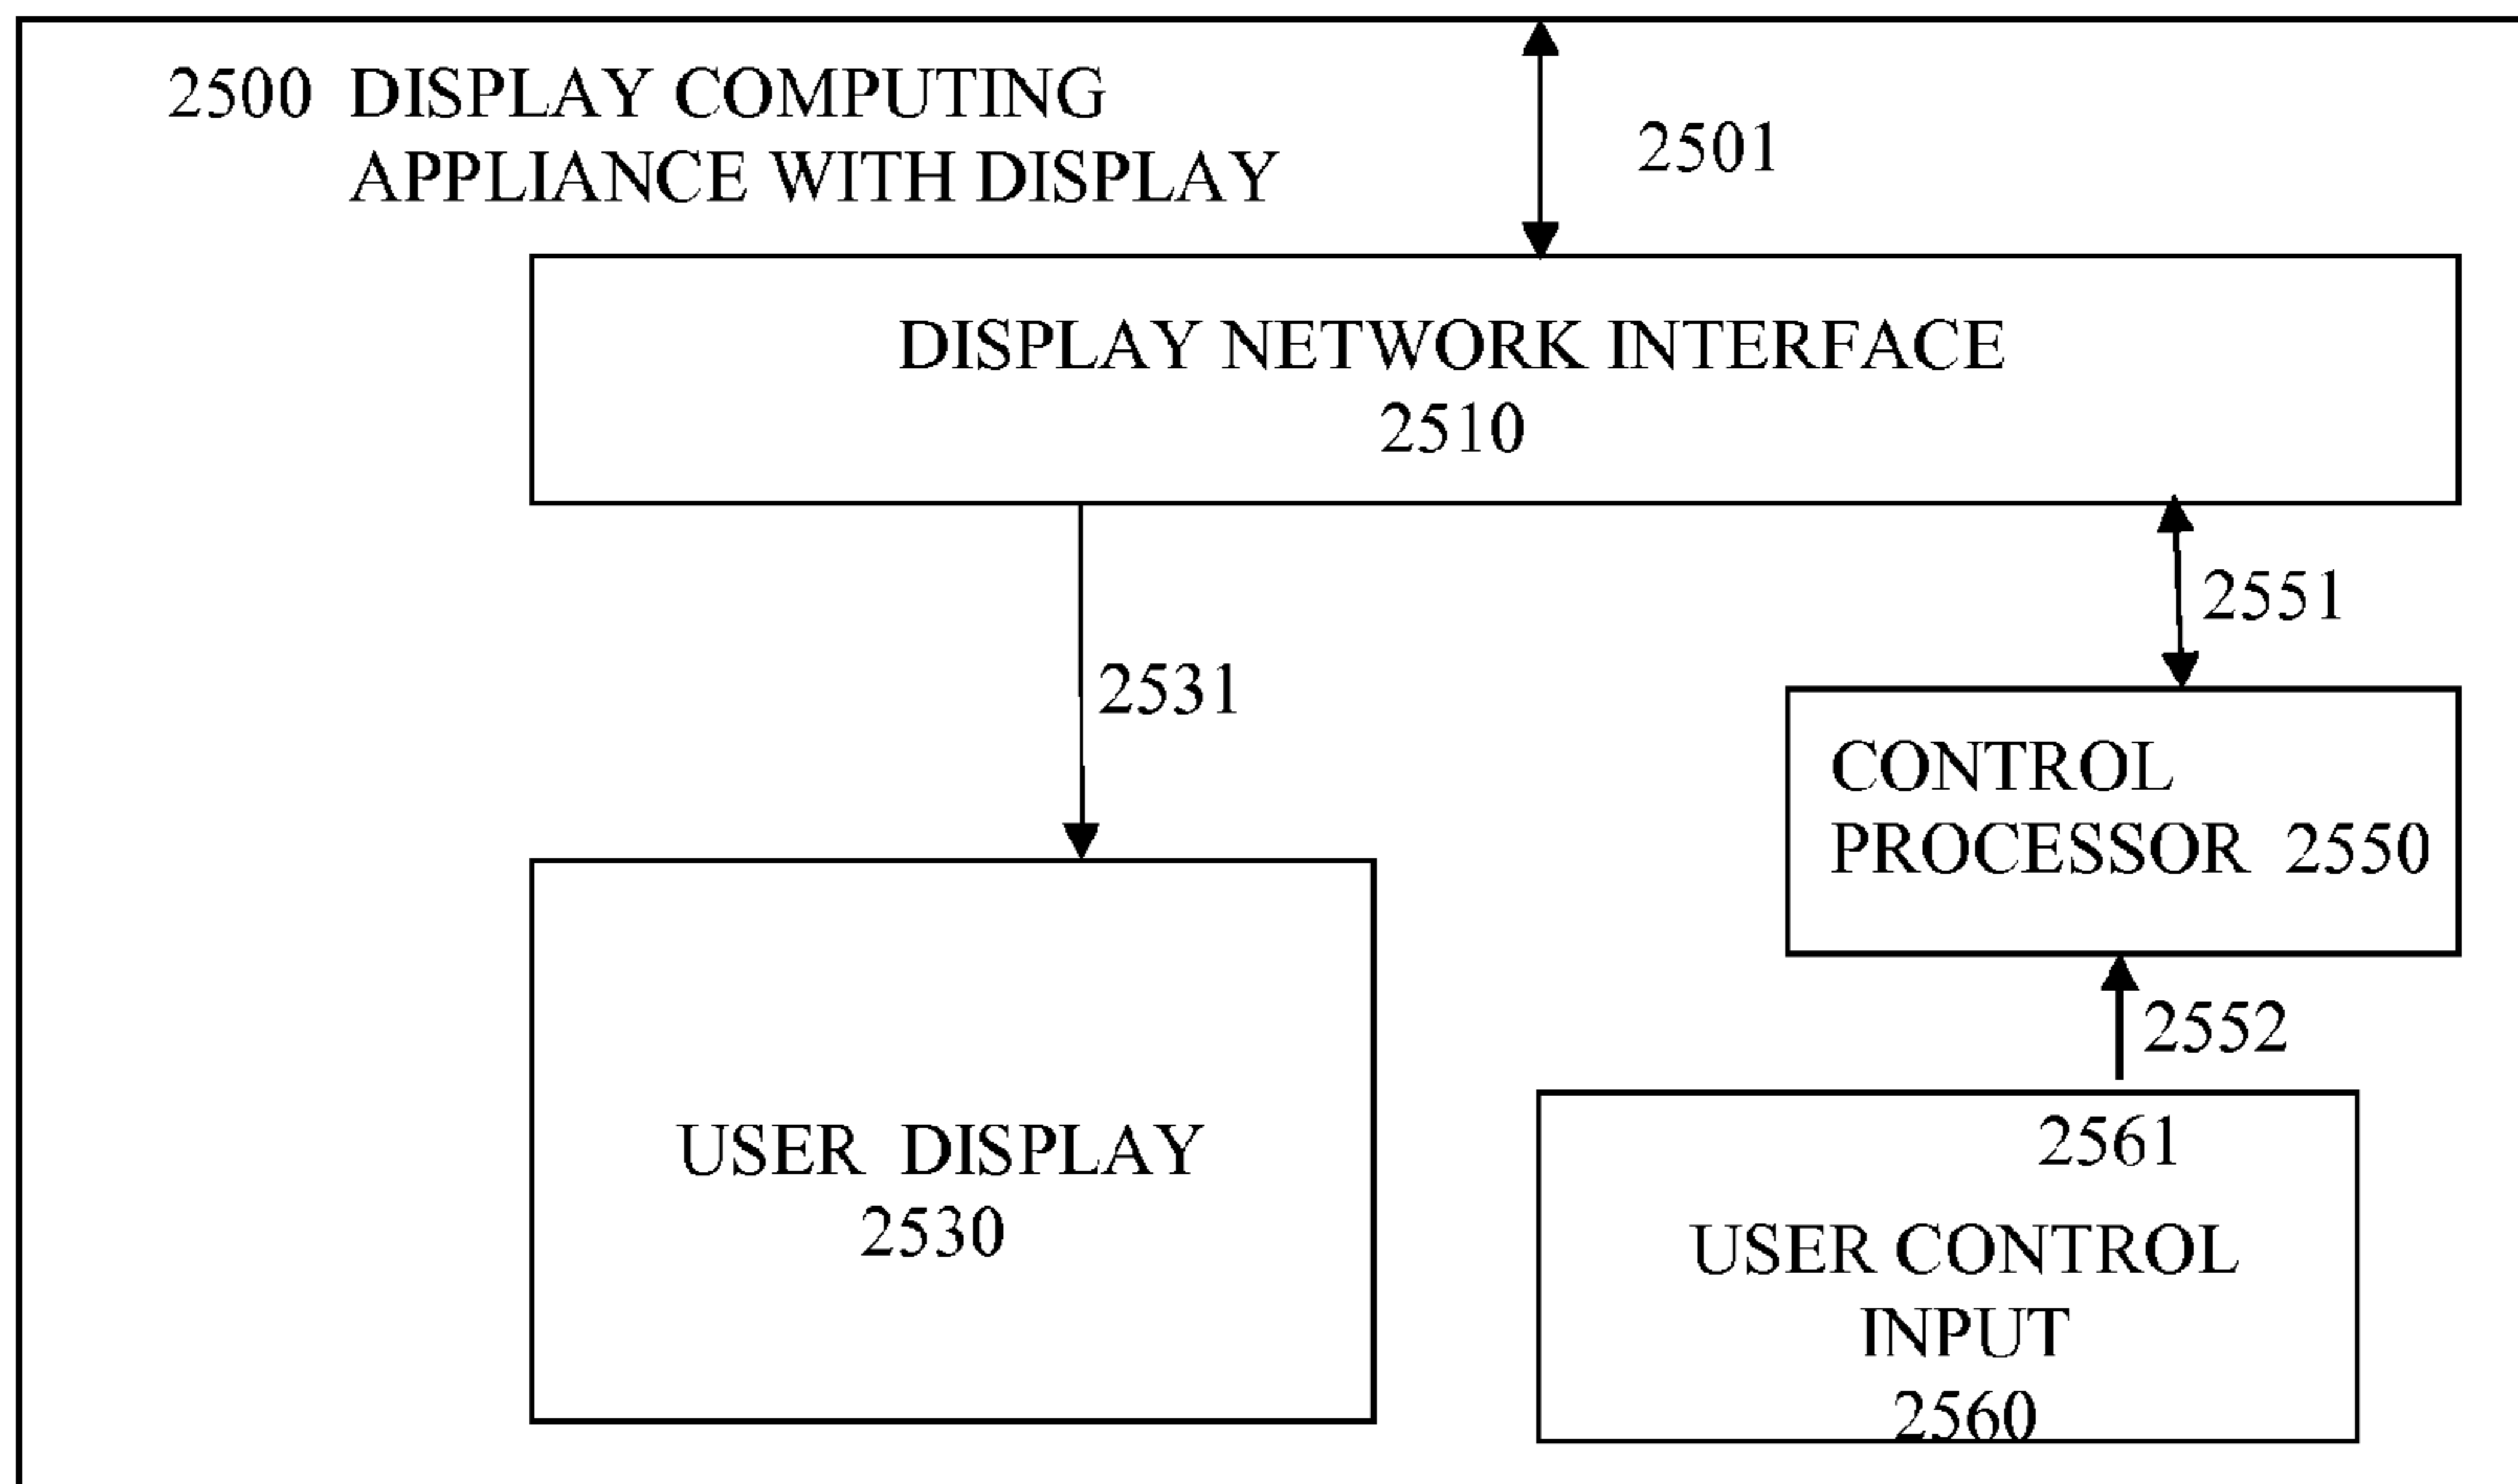 2500 DISPLAY COMPUTING
APPLIANCE WITH DISPLAY
2501
DISPLAY NETWORK INTERFACE
2510
2551
2531
CONTROL
PROCESSOR 2550
2552
2561
USER DISPLAY
2530
USER CONTROL
INPUT
2560